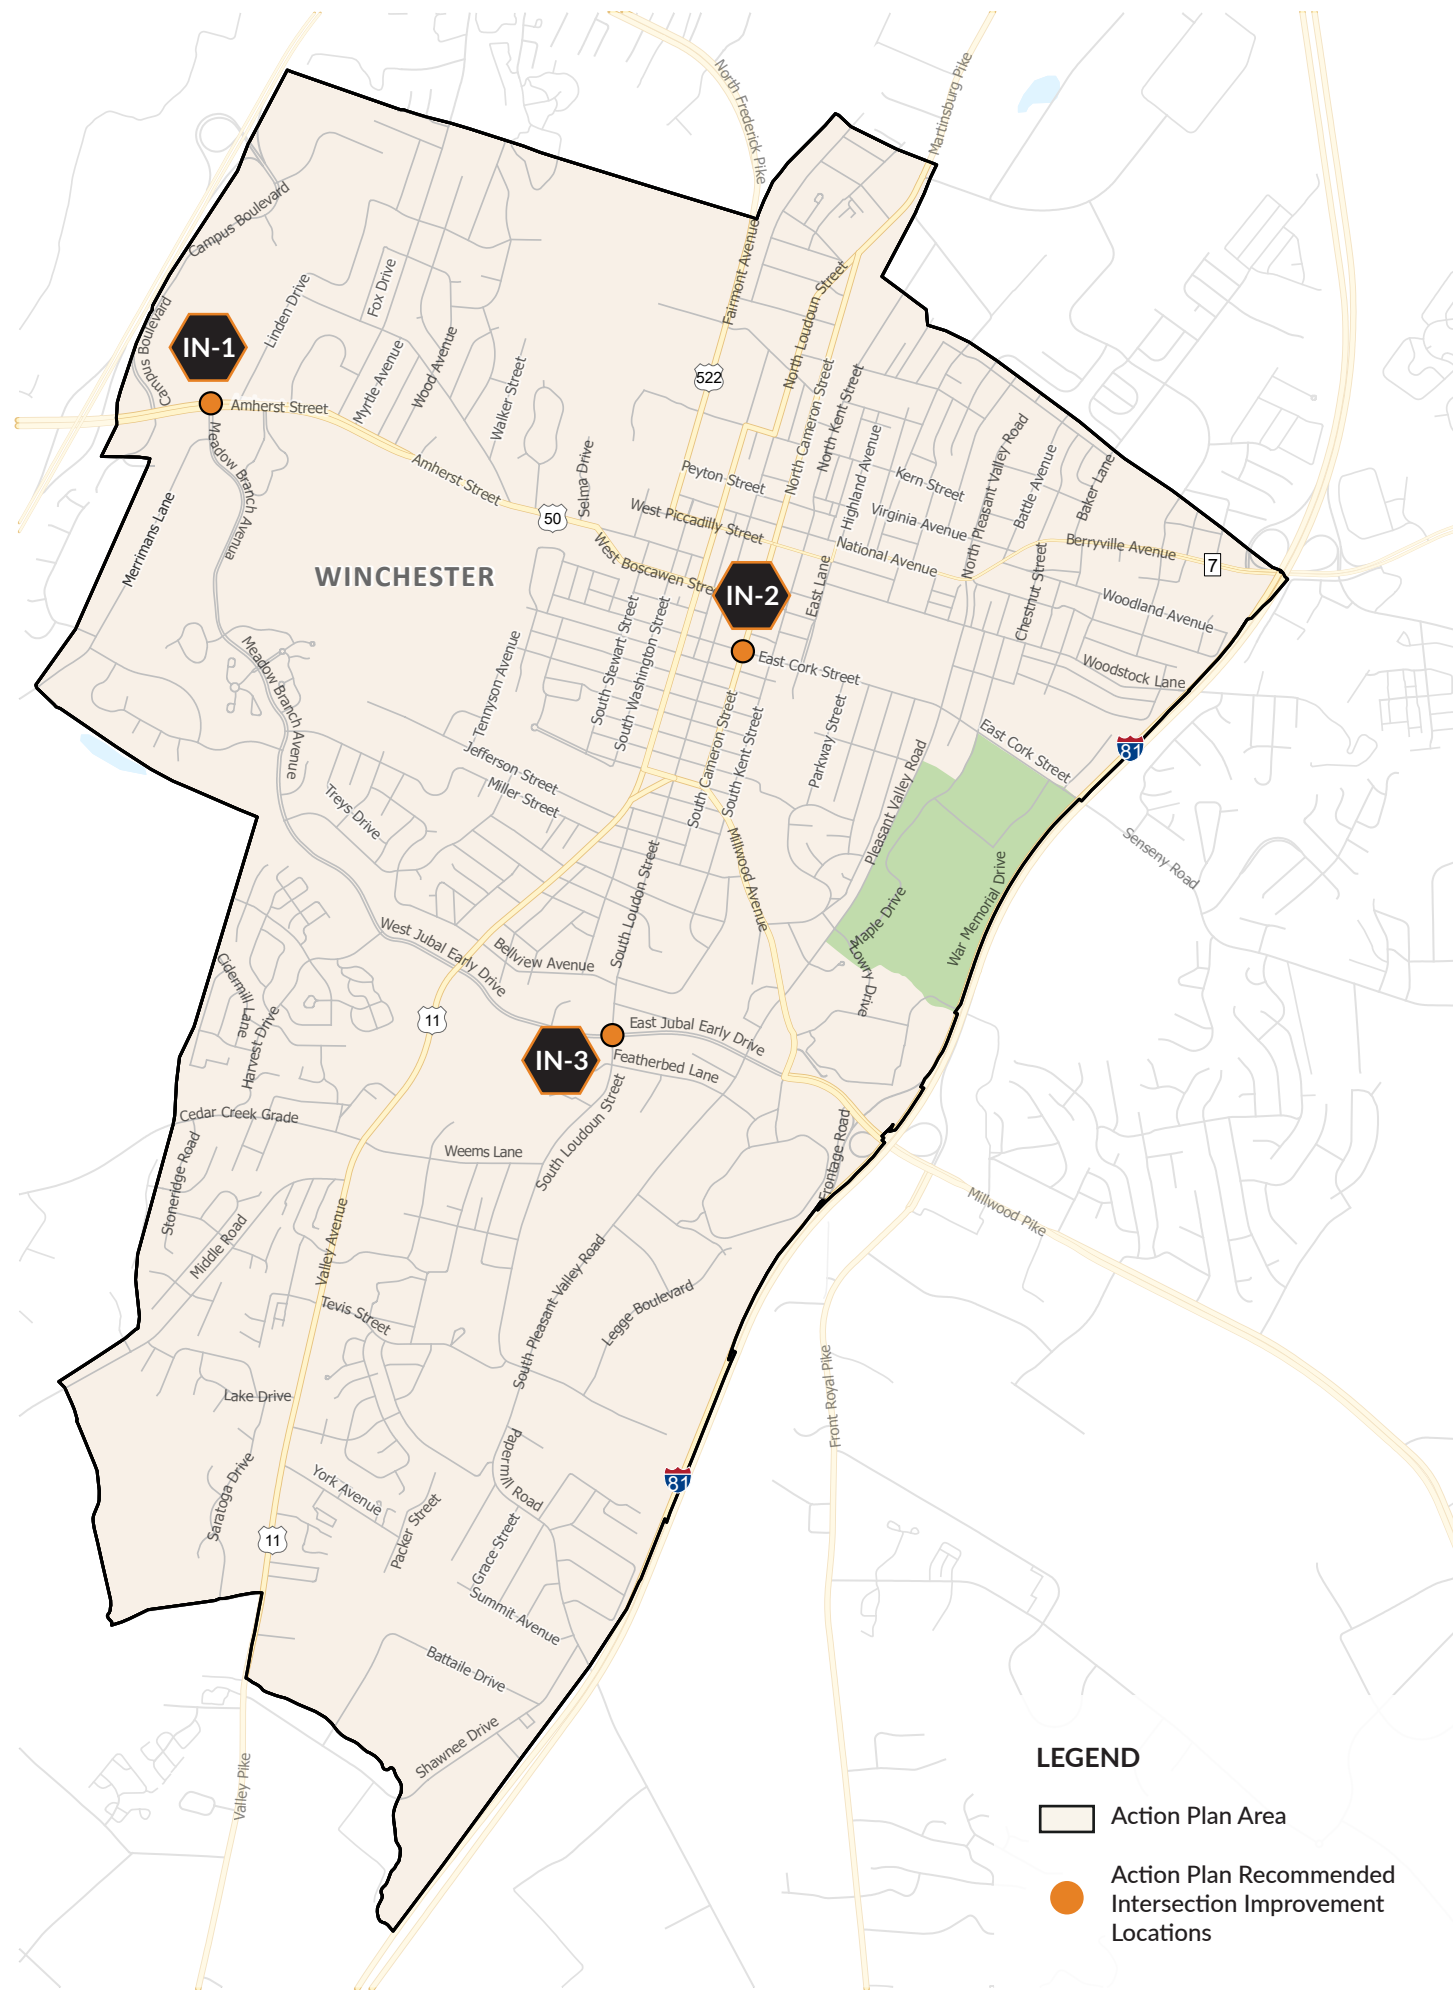 North Frederick Pike
Martinsburg Pike
Campus Boulevard
Fairmont Avenue
North Loudoun Street
Linden Drive
Fox Drive
Campus Boulevard
Campus
IN-1
Myrtle Avenue
Wood Avenue
Walker Street
522
North Cameron Street
North Kent Street
Amherst Street
Amherst Street
Meadow Branch Avenua
Merrimans Lane
Selma Drive
50
Peyton Street
West Piccadilly Street
Highland Avenue
Kern Street
Virginia Avenue
National Avenue
North Pleasant Valley Road
Battle Avenue
Baker Lane
Berryville Avenue
7
WINCHESTER
West Boscawen Stre
IN-2
East Lane
Chestnut Street
Woodland Avenue
Woodstock Lane
East Cork Street
Meadow Branch Avenue
Tennyson Avenue
South Stewart Street
South Washington Street
South Cameron Street
South Kent Street
Parkway Street
Pleasant Valley Road
East Cork Street
81
Jefferson Street
Miller Street
Treys Drive
Millwood Avenue
Senseny Road
South Loudon Street
Maple Drive
War Memorial Drive
West Jubal Early Drive
Bellview Avenue
Lowry Drive
Cidermill Lane
Harvest Drive
11
East Jubal Early Drive
IN-3
Featherbed Lane
Cedar Creek Grade
Stoneridge Road
Weems Lane
South Loudoun Street
Frontage Road
Millwood Pike
Middle Road
Valley Avenue
South Pleasant Valley Road
Legge Boulevard
Tevis Street
Front Royal Pike
Lake Drive
Saratoga Drive
York Avenue
Packer Street
Papermill Road
81
11
Grace Street
Summit Avenue
Battaile Drive
Shawnee Drive
Valley Pike
LEGEND
Action Plan Area
Action Plan Recommended
Intersection Improvement
Locations